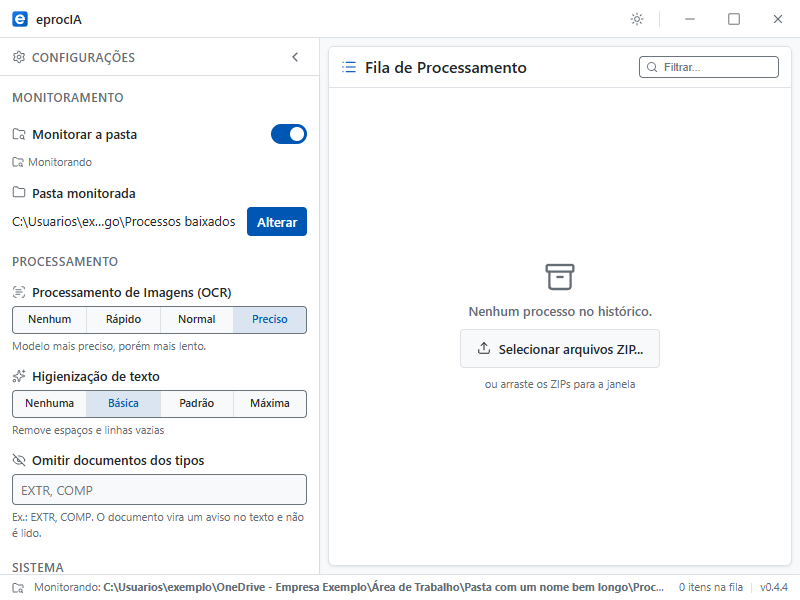 eprocIA
CONFIGURAÇÕES
MONITORAMENTO
Monitorar a pasta
Monitorando
Pasta monitorada
C:\Usuarios\ex...go\Processos baixados
Alterar
PROCESSAMENTO
Processamento de Imagens (OCR)
Nenhum Rápido Normal Preciso
Modelo mais preciso, porém mais lento.
Higienização de texto
Nenhuma Básica Padrão Máxima
Remove espaços e linhas vazias
Omitir documentos dos tipos
EXTR, COMP
Ex.: EXTR, COMP. O documento vira um aviso no texto e não
é lido.
SISTEMA
Fila de Processamento
Filtrar...
Nenhum processo no histórico.
Selecionar arquivos ZIP...
ou arraste os ZIPs para a janela
Monitorando: C:\Usuarios\exemplo\OneDrive - Empresa Exemplo\Área de Trabalho\Pasta com um nome bem longo\Proc...
0 itens na fila
v0.4.4